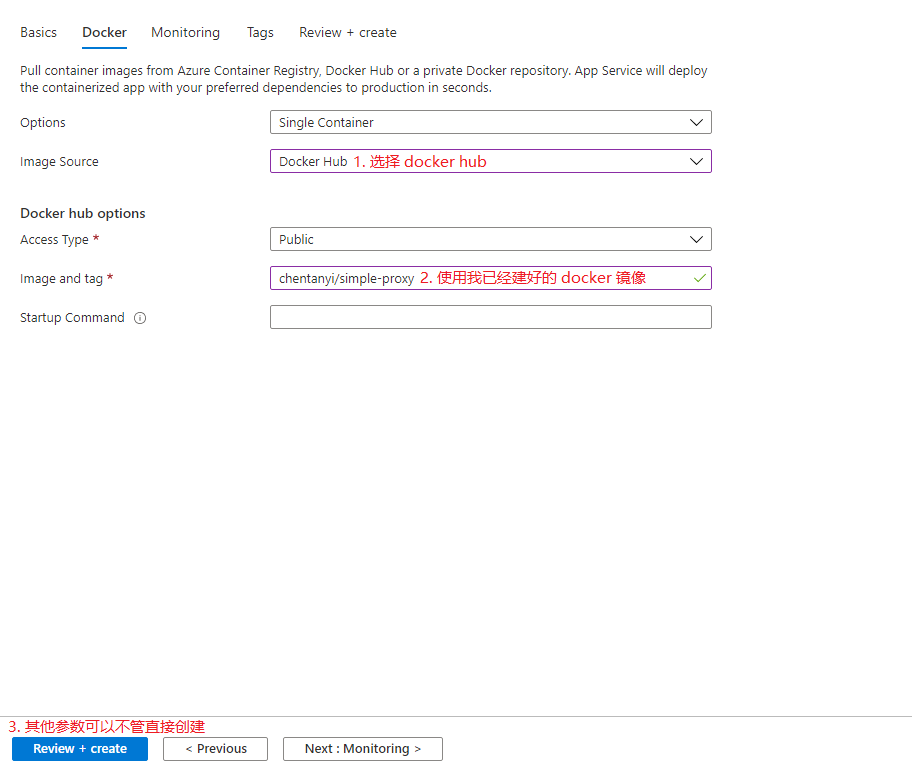 Basics Docker Monitoring Tags Review + create
Pull container images from Azure Container Registry, Docker Hub or a private Docker repository. App Service will deploy
the containerized app with your preferred dependencies to production in seconds.
Options Single Container
Image Source Docker Hub 1. 选择 docker hub
Docker hub options
Access Type * Public
Image and tag * chentanyi/simple-proxy 2. 使用我已经建好的 docker 镜像
Startup Command
3. 其他参数可以不管直接创建
Review + create < Previous Next : Monitoring >